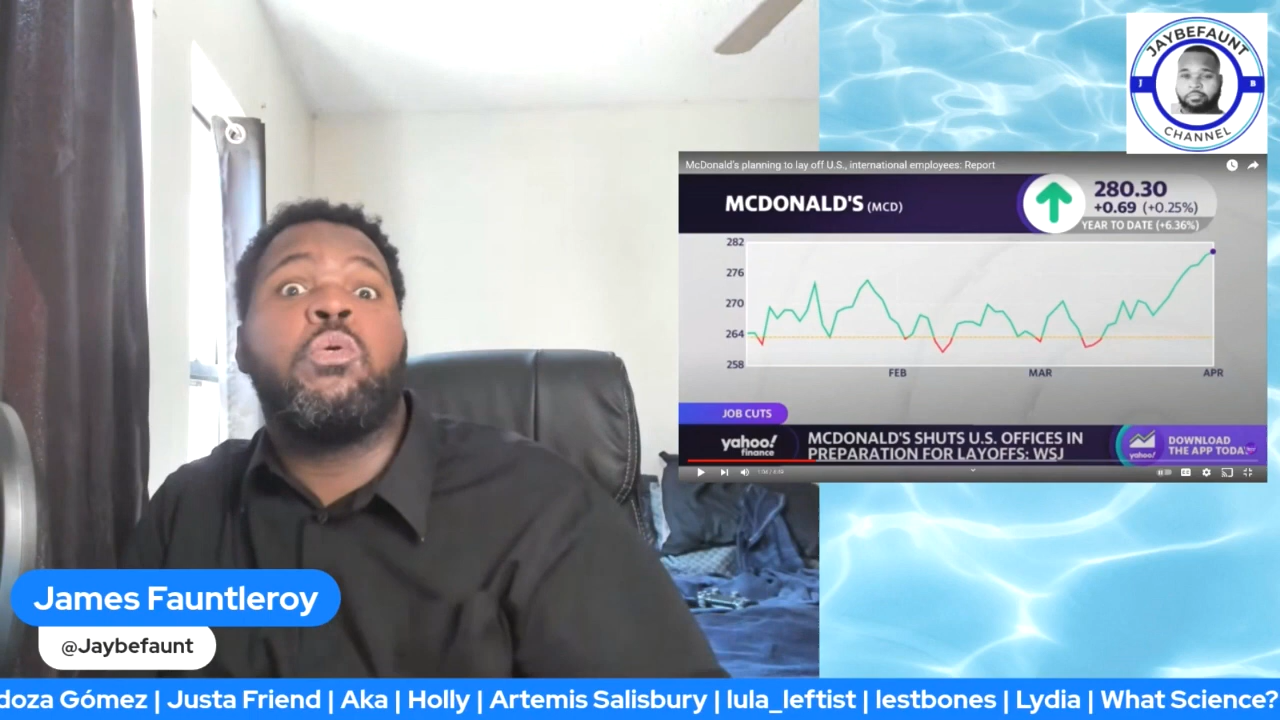 JAYBEFAUNT
J B
CHANNEL
McDonald's planning to lay off U.S., international employees: Report
MCDONALD'S (MCD)
280.30
+0.69 (+0.25%)
YEAR TO DATE (+6.36%)
282
276
270
264
258
FEB MAR APR
JOB CUTS
yahoo!
finance
MCDONALD'S SHUTS U.S. OFFICES IN
PREPARATION FOR LAYOFFS: WSJ
yahoo!
DOWNLOAD
THE APP TODAY
James Fauntleroy
@Jaybefaunt
doza Gómez | Justa Friend | Aka | Holly | Artemis Salisbury | lula_leftist | lestbones | Lydia | What Science?